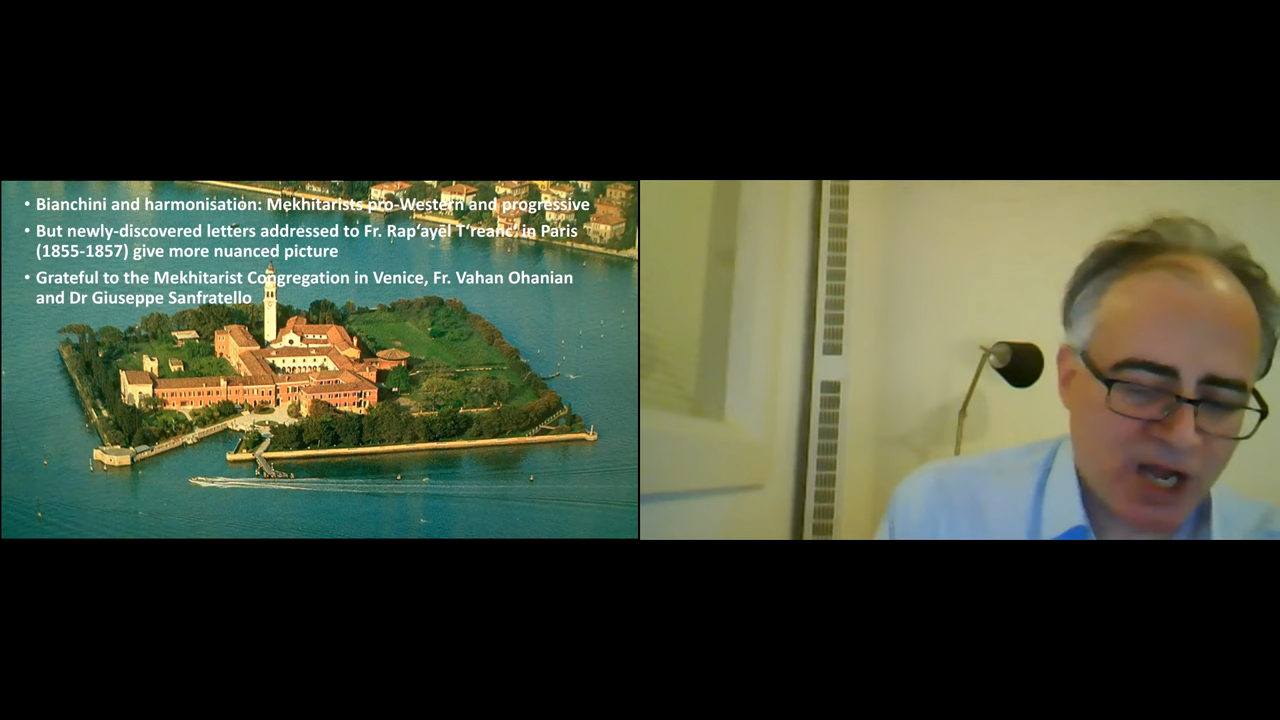 • Bianchini and harmonisation: Mekhitarists pro-Western and progressive
• But newly-discovered letters addressed to Fr. Rap‘ayēl T‘reanc‘ in Paris
(1855-1857) give more nuanced picture
• Grateful to the Mekhitarist Congregation in Venice, Fr. Vahan Ohanian
and Dr Giuseppe Sanfratello